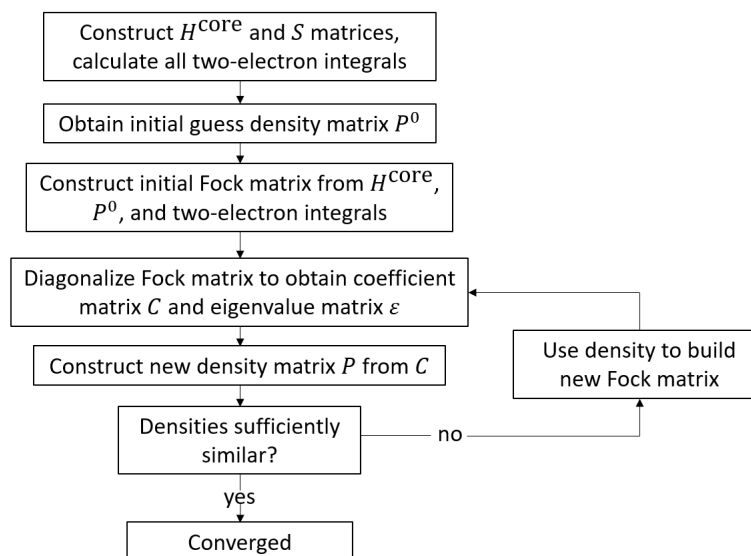 Construct H^core and S matrices,
calculate all two-electron integrals
Obtain initial guess density matrix P^0
Construct initial Fock matrix from H^core,
P^0, and two-electron integrals
Diagonalize Fock matrix to obtain coefficient
matrix C and eigenvalue matrix ε
Construct new density matrix P from C
Use density to build
new Fock matrix
Densities sufficiently
similar?
no
yes
Converged